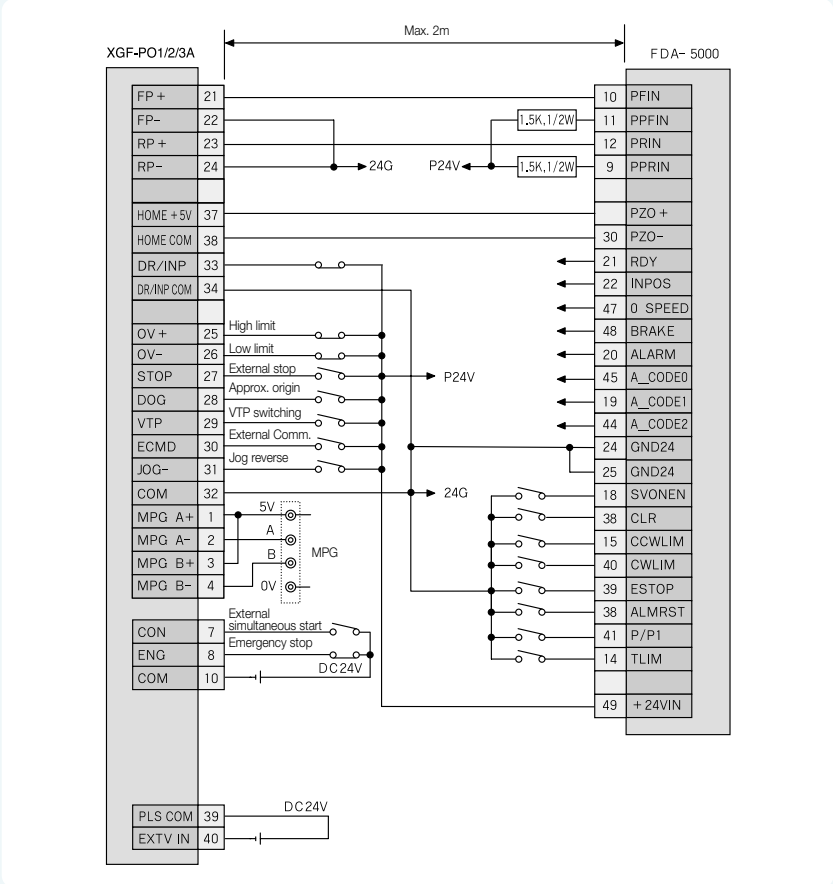 Max. 2m
XGF-PO1/2/3A
FDA- 5000
FP + 21
FP- 22
RP + 23
RP- 24
24G
P24V
1.5K,1/2W
1.5K,1/2W
10 PFIN
11 PPFIN
12 PRIN
9 PPRIN
HOME +5V 37
HOME COM 38
DR/INP 33
DR/INP COM 34
PZO +
30 PZO-
21 RDY
22 INPOS
47 0 SPEED
48 BRAKE
20 ALARM
45 A_CODE0
19 A_CODE1
44 A_CODE2
24 GND24
25 GND24
OV + 25 High limit
OV- 26 Low limit
STOP 27 External stop
P24V
DOG 28 Approx. origin
VTP 29 VTP switching
ECMD 30 External Comm.
JOG- 31 Jog reverse
COM 32
24G
18 SVONEN
38 CLR
15 CCWLIM
40 CWLIM
39 ESTOP
38 ALMRST
41 P/P1
14 TLIM
49 +24VIN
MPG A+ 1 5V
MPG A- 2 A
MPG B+ 3 B
MPG B- 4 0V
MPG
CON 7 External
simultaneous start
ENG 8 Emergency stop
COM 10 DC24V
PLS COM 39 DC24V
EXTV IN 40